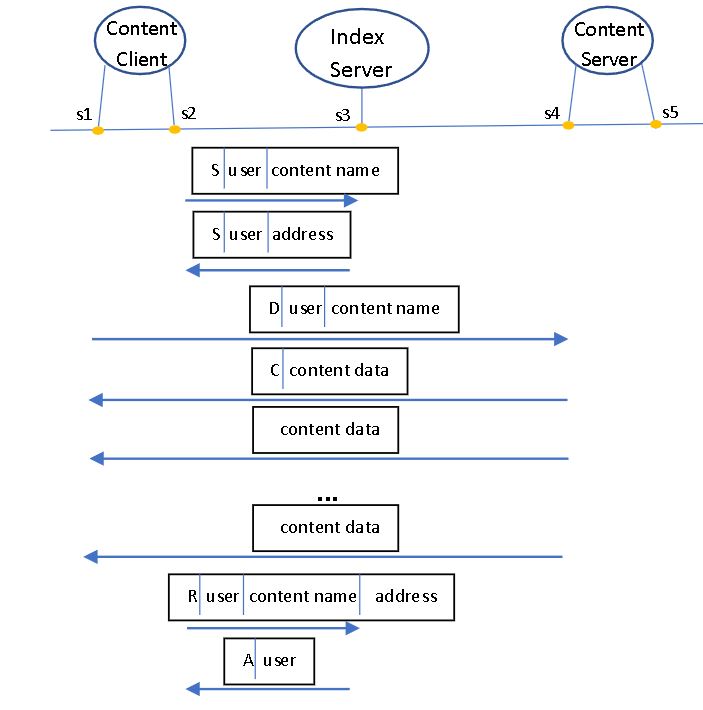 Content
Client
Index
Server
Content
Server
s1
s2
s3
s4
s5
S user content name
S user address
D user content name
C content data
content data
...
content data
R user content name address
A user